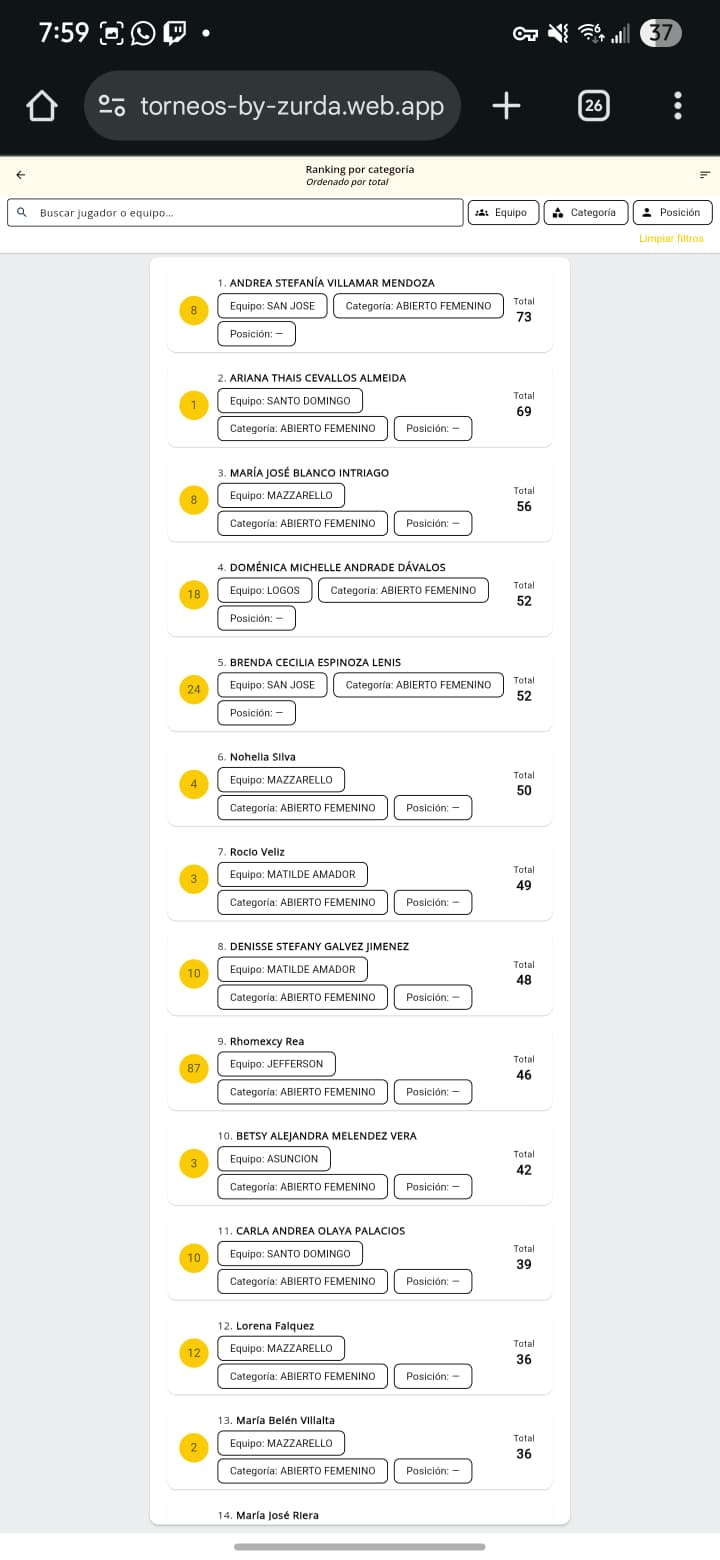 7:59
37
torneos-by-zurda.web.app
26
Ranking por categoría
Ordenado por total
Buscar jugador o equipo...
Equipo
Categoría
Posición
Limpiar filtros
1. ANDREA STEFANÍA VILLAMAR MENDOZA
8
Equipo: SAN JOSE
Categoría: ABIERTO FEMENINO
Posición: —
Total
73
2. ARIANA THAIS CEVALLOS ALMEIDA
1
Equipo: SANTO DOMINGO
Categoría: ABIERTO FEMENINO
Posición: —
Total
69
3. MARÍA JOSÉ BLANCO INTRIAGO
8
Equipo: MAZZARELLO
Categoría: ABIERTO FEMENINO
Posición: —
Total
56
4. DOMÉNICA MICHELLE ANDRADE DÁVALOS
18
Equipo: LOGOS
Categoría: ABIERTO FEMENINO
Posición: —
Total
52
5. BRENDA CECILIA ESPINOZA LENIS
24
Equipo: SAN JOSE
Categoría: ABIERTO FEMENINO
Posición: —
Total
52
6. Nohelia Silva
4
Equipo: MAZZARELLO
Categoría: ABIERTO FEMENINO
Posición: —
Total
50
7. Rocio Veliz
3
Equipo: MATILDE AMADOR
Categoría: ABIERTO FEMENINO
Posición: —
Total
49
8. DENISSE STEFANY GALVEZ JIMENEZ
10
Equipo: MATILDE AMADOR
Categoría: ABIERTO FEMENINO
Posición: —
Total
48
9. Rhomexcy Rea
87
Equipo: JEFFERSON
Categoría: ABIERTO FEMENINO
Posición: —
Total
46
10. BETSY ALEJANDRA MELENDEZ VERA
3
Equipo: ASUNCION
Categoría: ABIERTO FEMENINO
Posición: —
Total
42
11. CARLA ANDREA OLAYA PALACIOS
10
Equipo: SANTO DOMINGO
Categoría: ABIERTO FEMENINO
Posición: —
Total
39
12. Lorena Falquez
12
Equipo: MAZZARELLO
Categoría: ABIERTO FEMENINO
Posición: —
Total
36
13. María Belén Villalta
2
Equipo: MAZZARELLO
Categoría: ABIERTO FEMENINO
Posición: —
Total
36
14. María José Riera